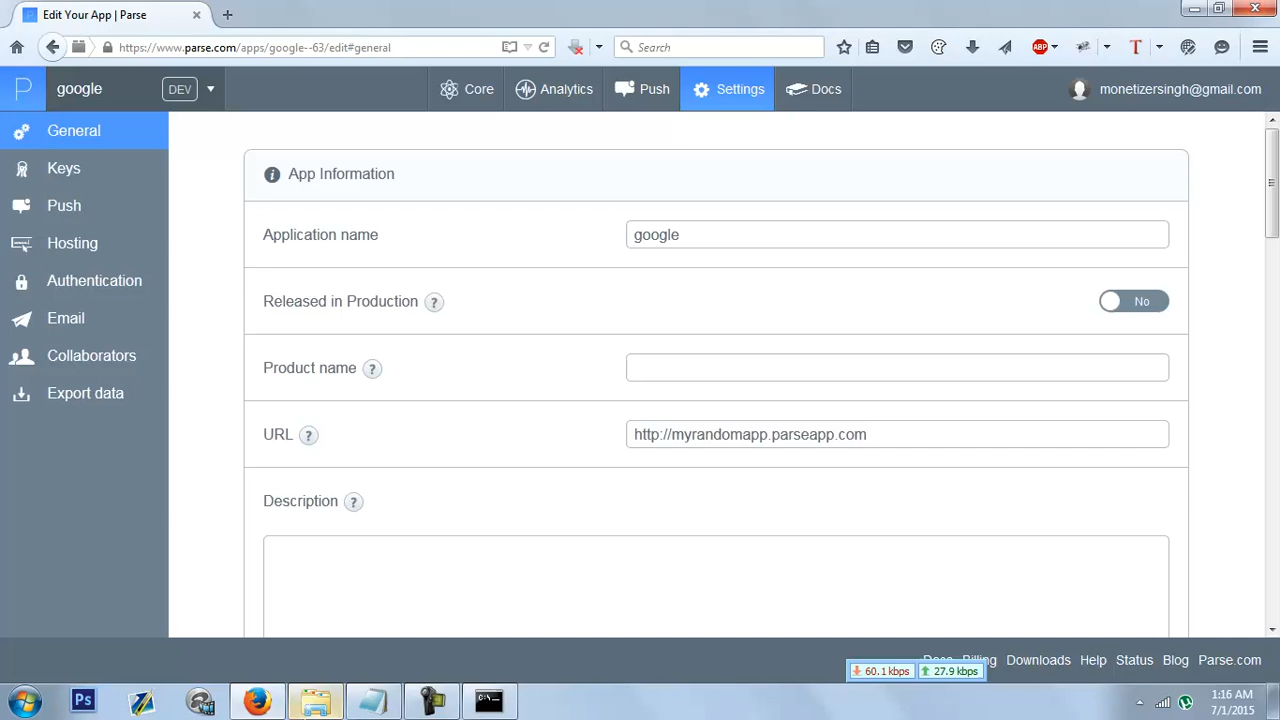 Edit Your App | Parse
https://www.parse.com/apps/google--63/edit#general
Search
ABP
T
P
google
DEV
Core
Analytics
Push
Settings
Docs
monetizersingh@gmail.com
General
Keys
Push
Hosting
Authentication
Email
Collaborators
Export data
App Information
Application name
google
Released in Production ?
No
Product name ?
URL ?
http://myrandomapp.parseapp.com
Description ?
Docs Billing Downloads Help Status Blog Parse.com
60.1 kbps 27.9 kbps
Ps
C:\.
1:16 AM
7/1/2015